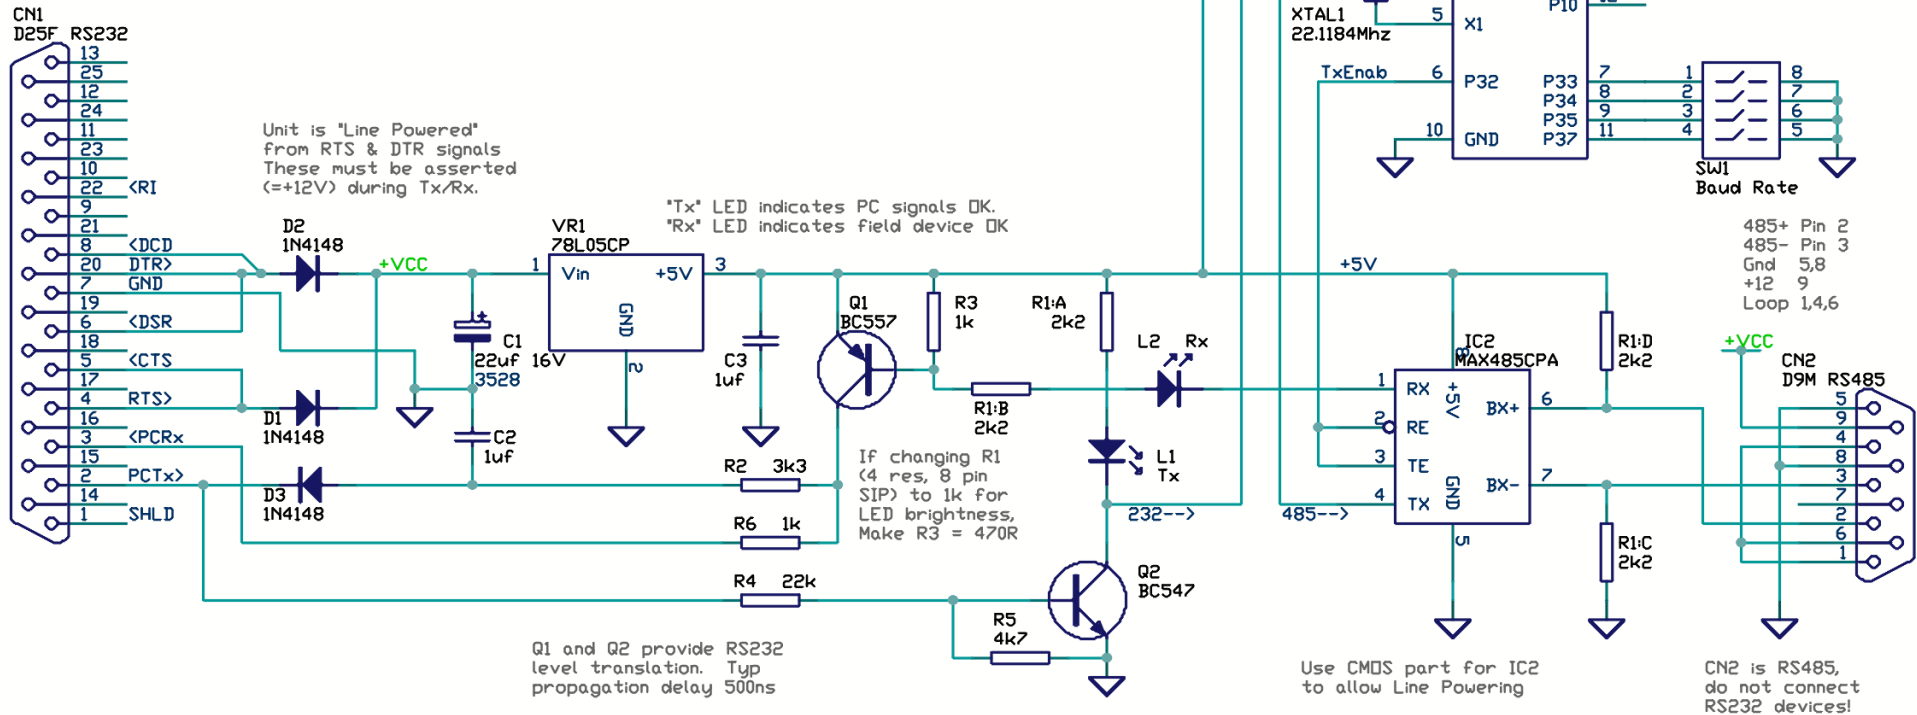 CN1
D25F RS232
13
25
12
24
11
23
10
22 <RI
9
21
8 <DCD
20 DTR>
7 GND
19
6 <DSR
18
5 <CTS
17
4 RTS>
16
3 <PCRx
15
2 PCTx>
14
1 SHLD
Unit is "Line Powered"
from RTS & DTR signals
These must be asserted
(=+12V) during Tx/Rx.
D2
1N4148
+VCC
D1
1N4148
D3
1N4148
C1
22uf 16V
3528
C2
1uf
VR1
78L05CP
1
Vin
+5V
3
GND
2
"Tx" LED indicates PC signals OK.
"Rx" LED indicates field device OK
C3
1uf
Q1
BC557
R3
1k
R1:A
2k2
R1:B
2k2
L2 Rx
L1
Tx
R2 3k3
R6 1k
R4 22k
R5
4k7
If changing R1
(4 res, 8 pin
SIP) to 1k for
LED brightness,
Make R3 = 470R
232-->
Q2
BC547
Q1 and Q2 provide RS232
level translation. Typ
propagation delay 500ns
XTAL1
22.1184Mhz
5
X1
P10
TxEnab
6
P32
10
GND
P33
7
P34
8
P35
9
P37
11
1
2
3
4
8
7
6
5
SW1
Baud Rate
485+ Pin 2
485- Pin 3
Gnd 5,8
+12 9
Loop 1,4,6
+5V
IC2
MAX485CPA
8
+5V
1
RX
2
RE
3
TE
4
TX
485-->
GND
5
BX+
6
BX-
7
R1:D
2k2
R1:C
2k2
+VCC
CN2
D9M RS485
5
9
4
8
3
7
2
6
1
Use CMOS part for IC2
to allow Line Powering
CN2 is RS485,
do not connect
RS232 devices!